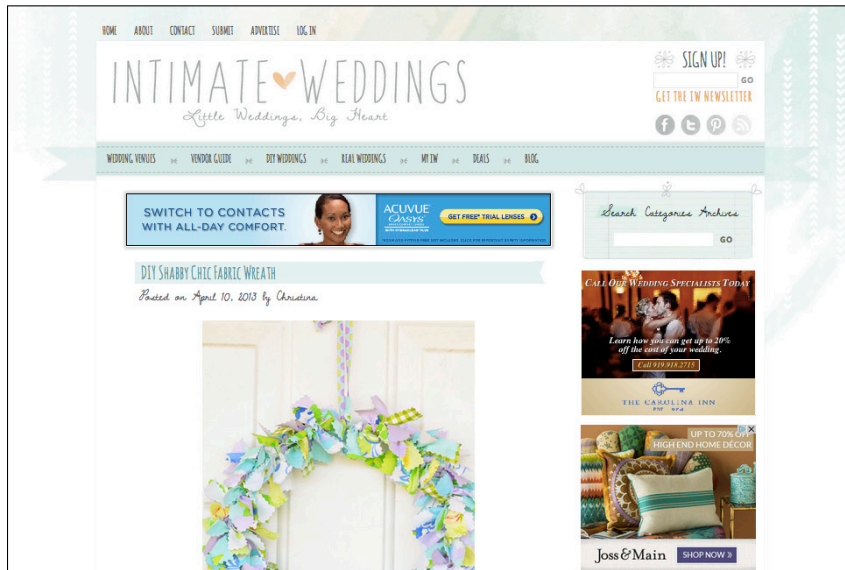 HOME ABOUT CONTACT SUBMIT ADVERTISE LOG IN
INTIMATE WEDDINGS
Little Weddings, Big Heart
SIGN UP!
GO
GET THE IW NEWSLETTER
WEDDING VENUES VENDOR GUIDE DIY WEDDINGS REAL WEDDINGS MY IW DEALS BLOG
SWITCH TO CONTACTS
WITH ALL-DAY COMFORT.
ACUVUE
OASYS
GET FREE* TRIAL LENSES
Search Categories Archives
GO
DIY SHABBY CHIC FABRIC WREATH
Posted on April 10, 2013 by Christina
CALL OUR WEDDING SPECIALISTS TODAY
Learn how you can get up to 20%
off the cost of your wedding.
Call 919.918.2715
THE CAROLINA INN
UP TO 70% OFF
HIGH END HOME DÉCOR
Joss & Main
SHOP NOW »